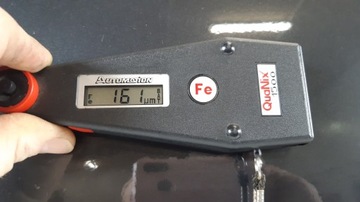 AUTOMATION
161 µm
Fe
QuaNix
1500